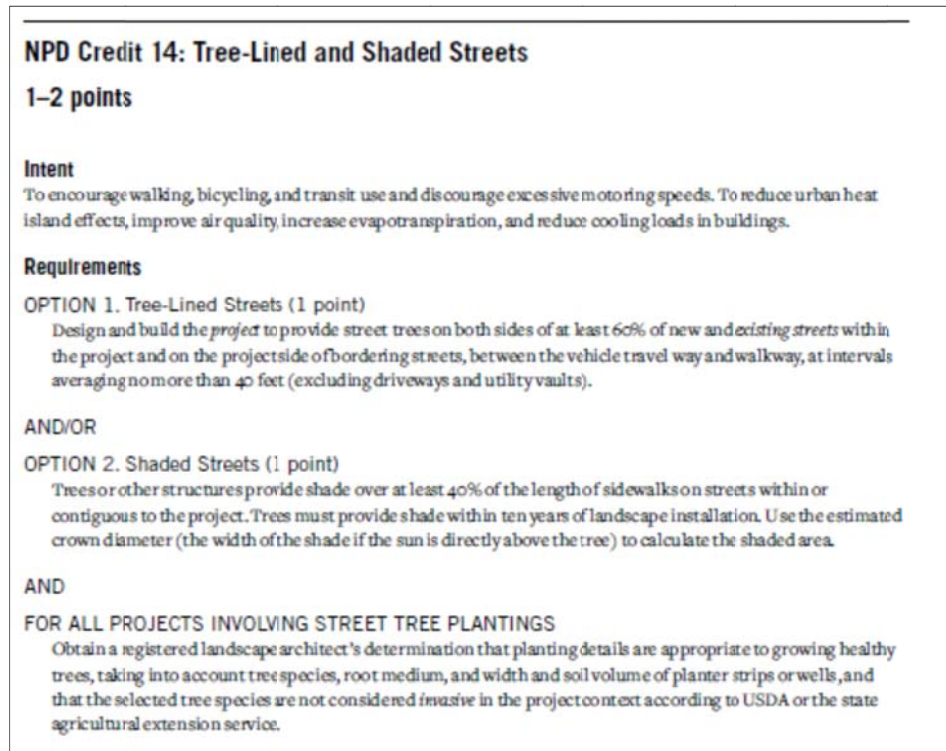 NPD Credit 14: Tree-Lined and Shaded Streets
1–2 points
Intent
To encourage walking, bicycling, and transit use and discourage excessive motoring speeds. To reduce urban heat
island effects, improve air quality, increase evapotranspiration, and reduce cooling loads in buildings.
Requirements
OPTION 1. Tree-Lined Streets (1 point)
Design and build the project to provide street trees on both sides of at least 60% of new and existing streets within
the project and on the project side of bordering streets, between the vehicle travel way and walkway, at intervals
averaging no more than 40 feet (excluding driveways and utility vaults).
AND/OR
OPTION 2. Shaded Streets (1 point)
Trees or other structures provide shade over at least 40% of the length of sidewalks on streets within or
contiguous to the project. Trees must provide shade within ten years of landscape installation. Use the estimated
crown diameter (the width of the shade if the sun is directly above the tree) to calculate the shaded area.
AND
FOR ALL PROJECTS INVOLVING STREET TREE PLANTINGS
Obtain a registered landscape architect's determination that planting details are appropriate to growing healthy
trees, taking into account tree species, root medium, and width and soil volume of planter strips or wells, and
that the selected tree species are not considered invasive in the project context according to USDA or the state
agricultural extension service.